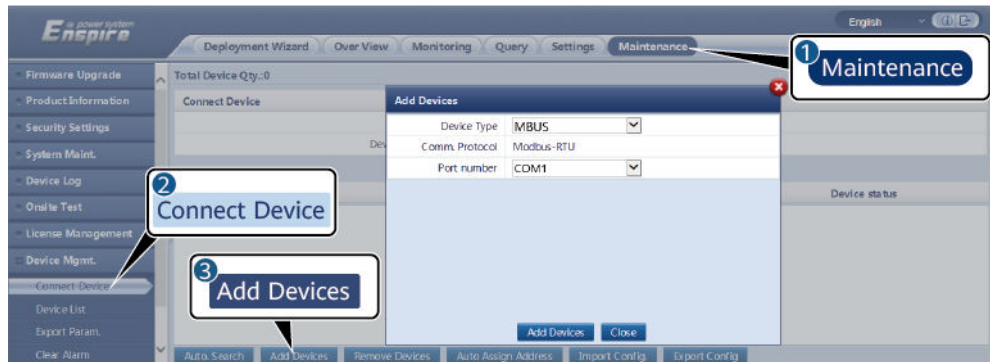 Enspire
English
Deployment Wizard
Over View
Monitoring
Query
Settings
Maintenance
1
Maintenance
Firmware Upgrade
Product Information
Security Settings
System Maint.
Device Log
Onsite Test
License Management
Device Mgmt.
Connect Device
Device List
Export Param.
Clear Alarm
Total Device Qty.:0
Connect Device
Device status
2
Connect Device
3
Add Devices
Add Devices
Device Type MBUS
Comm. Protocol Modbus-RTU
Port number COM1
Add Devices
Close
Auto. Search
Add Devices
Remove Devices
Auto Assign Address
Import Config
Export Config